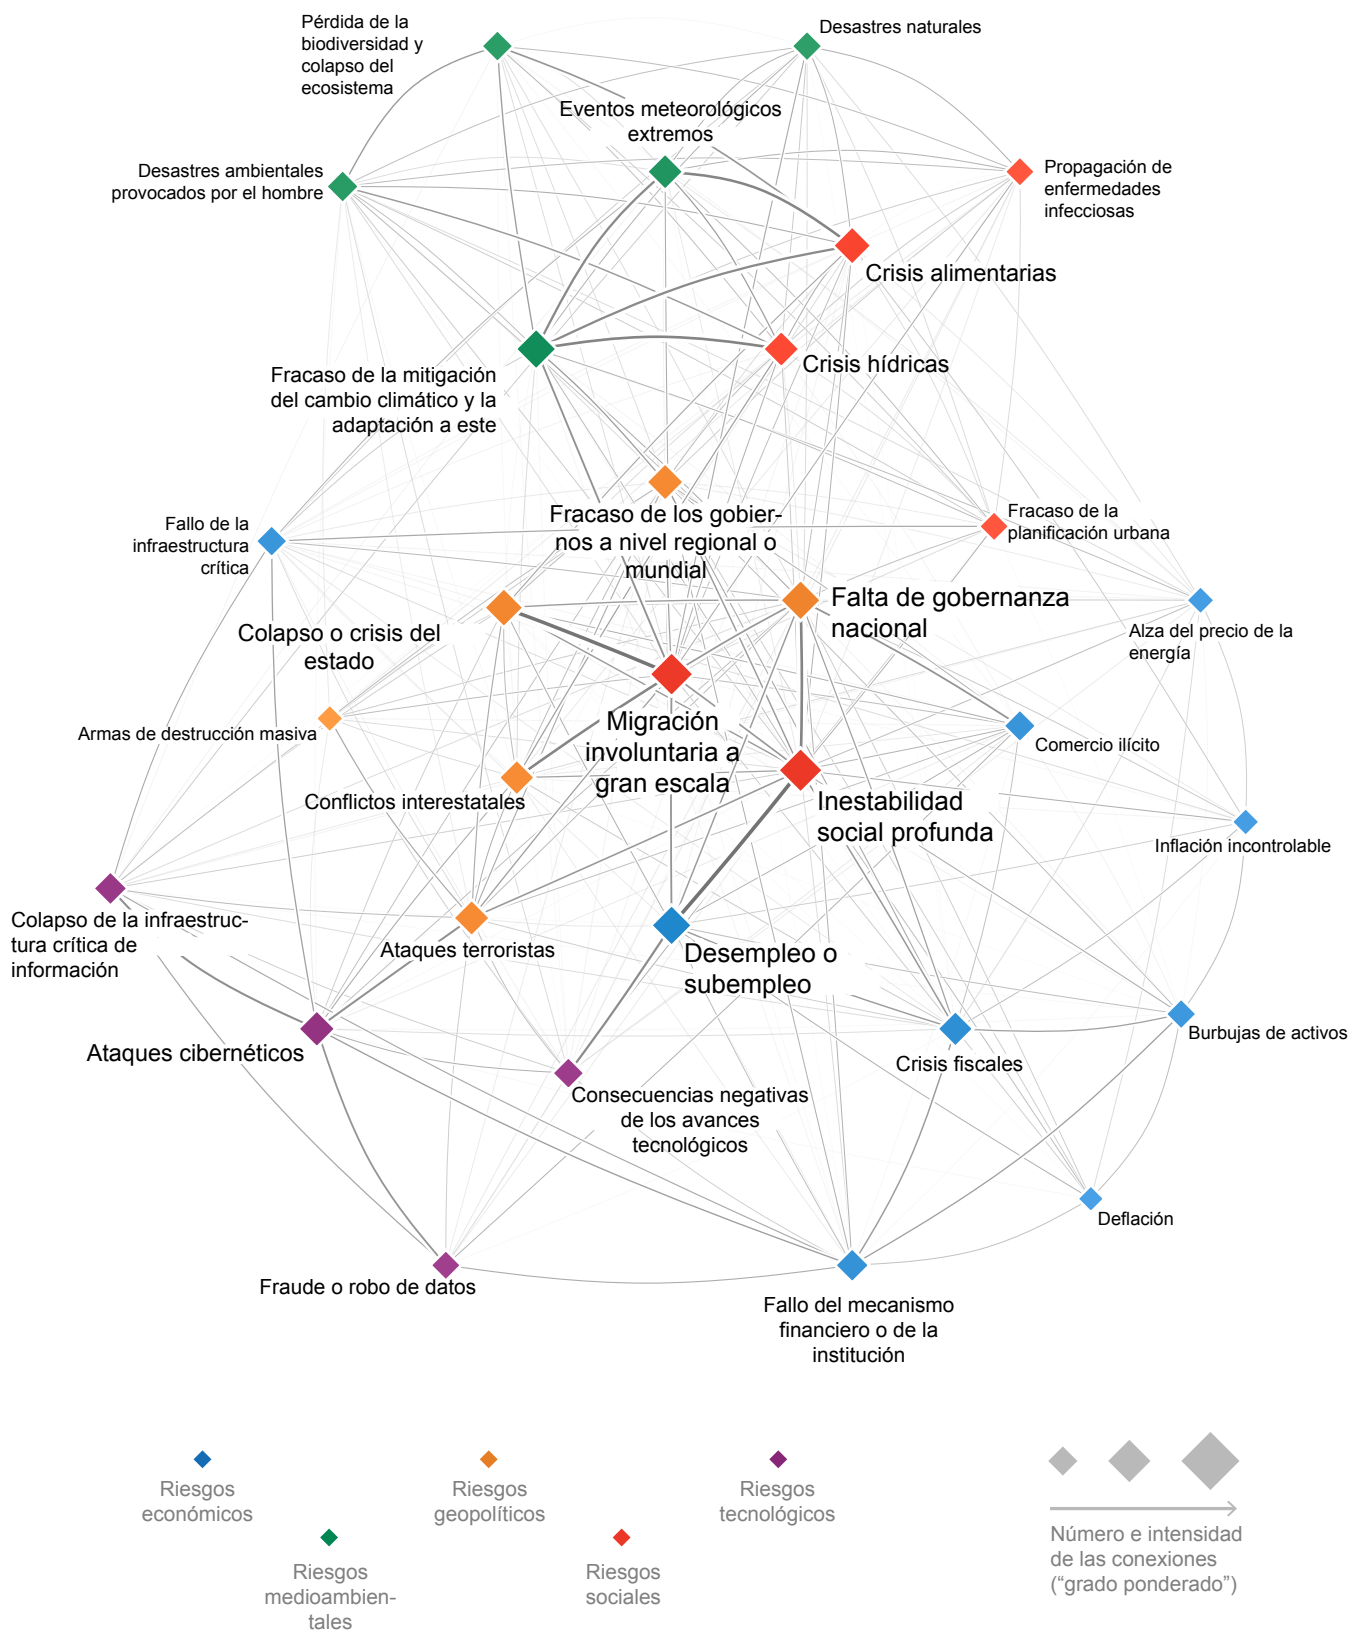 Pérdida de la
biodiversidad y
colapso del
ecosistema
Desastres naturales
Eventos meteorológicos
extremos
Desastres ambientales
provocados por el hombre
Propagación de
enfermedades
infecciosas
Crisis alimentarias
Crisis hídricas
Fracaso de la mitigación
del cambio climático y la
adaptación a este
Fracaso de los gobier-
nos a nivel regional o
mundial
Fracaso de la
planificación urbana
Fallo de la
infraestructura
crítica
Falta de gobernanza
nacional
Colapso o crisis del
estado
Alza del precio de la
energía
Armas de destrucción masiva
Migración
involuntaria a
gran escala
Comercio ilícito
Conflictos interestatales
Inestabilidad
social profunda
Inflación incontrolable
Colapso de la infraestruc-
tura crítica de
información
Ataques terroristas
Desempleo o
subempleo
Ataques cibernéticos
Crisis fiscales
Burbujas de activos
Consecuencias negativas
de los avances
tecnológicos
Deflación
Fraude o robo de datos
Fallo del mecanismo
financiero o de la
institución
Riesgos
económicos
Riesgos
geopolíticos
Riesgos
tecnológicos
Riesgos
medioambien-
tales
Riesgos
sociales
Número e intensidad
de las conexiones
(“grado ponderado”)